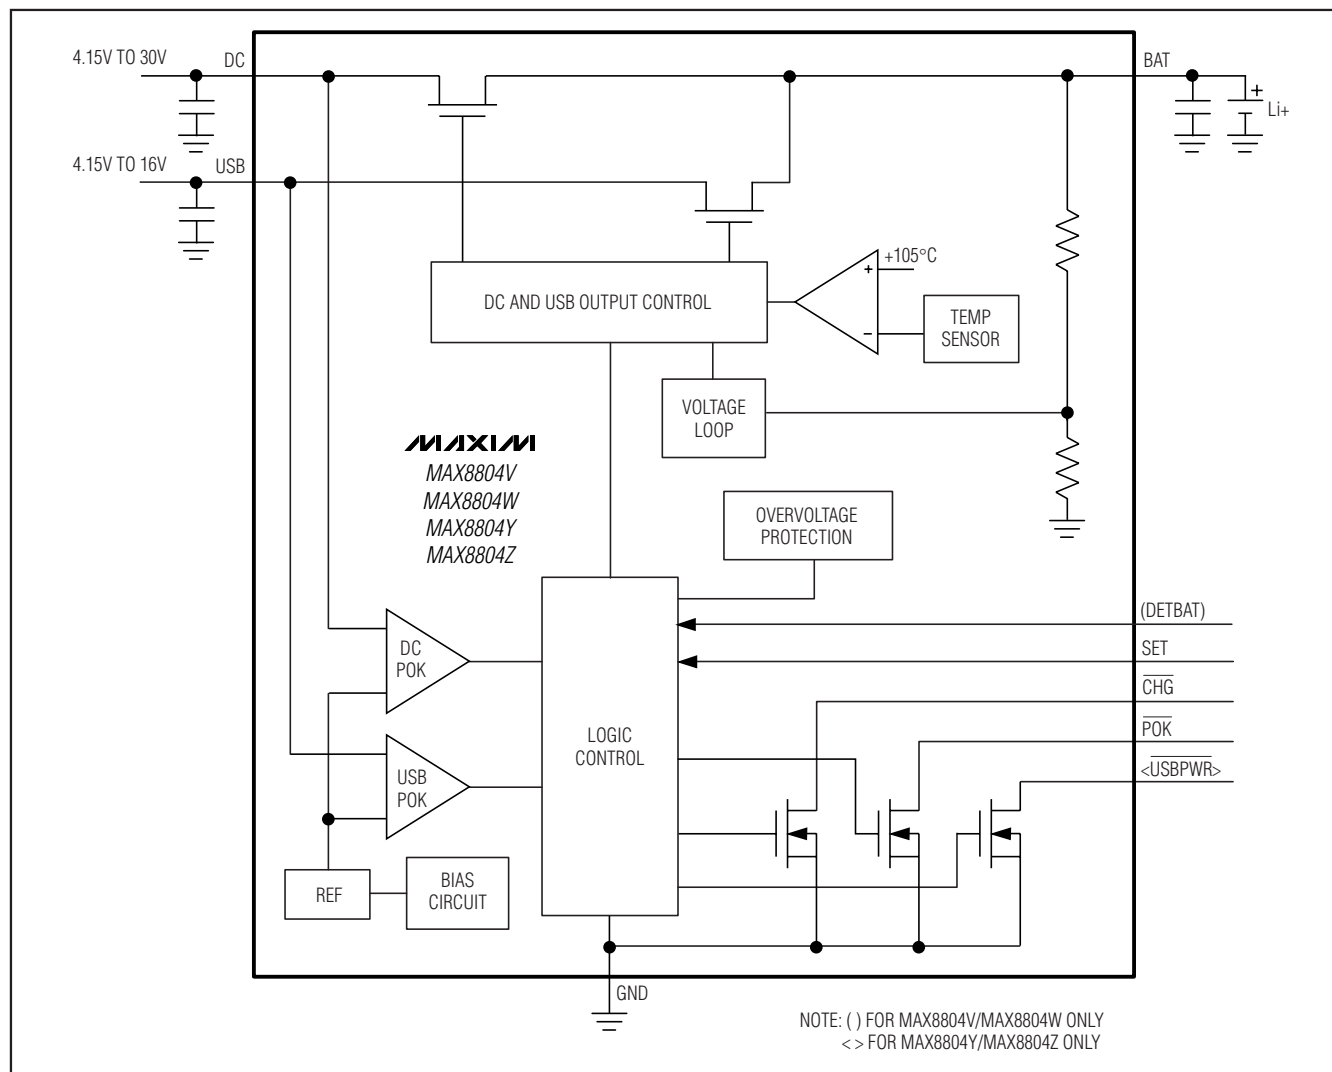 4.15V TO 30V
DC
BAT
+
Li+
4.15V TO 16V
USB
+105°C
+
−
DC AND USB OUTPUT CONTROL
TEMP
SENSOR
VOLTAGE
LOOP
MAXIM
MAX8804V
MAX8804W
MAX8804Y
MAX8804Z
OVERVOLTAGE
PROTECTION
(DETBAT)
SET
CHG
POK
<USBPWR>
DC
POK
LOGIC
CONTROL
USB
POK
REF
BIAS
CIRCUIT
GND
NOTE: ( ) FOR MAX8804V/MAX8804W ONLY
< > FOR MAX8804Y/MAX8804Z ONLY